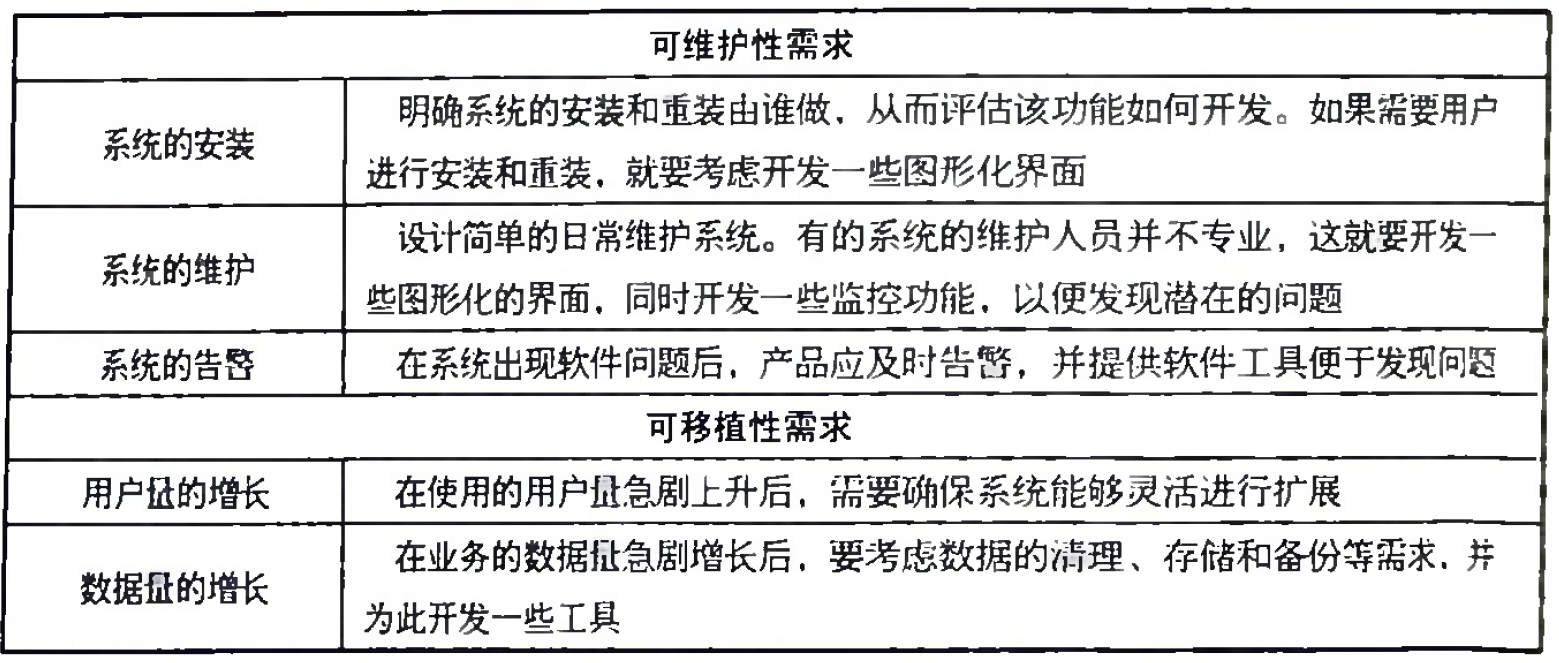 可维护性需求
系统的安装
明确系统的安装和重装由谁做，从而评估该功能如何开发。如果需要用户
进行安装和重装，就要考虑开发一些图形化界面
系统的维护
设计简单的日常维护系统。有的系统的维护人员并不专业，这就要开发一
些图形化的界面，同时开发一些监控功能，以便发现潜在的问题
系统的告警
在系统出现软件问题后，产品应及时告警，并提供软件工具便于发现问题
可移植性需求
用户量的增长
在使用的用户量急剧上升后，需要确保系统能够灵活进行扩展
数据量的增长
在业务的数据量急剧增长后，要考虑数据的清理、存储和备份等需求，并
为此开发一些工具